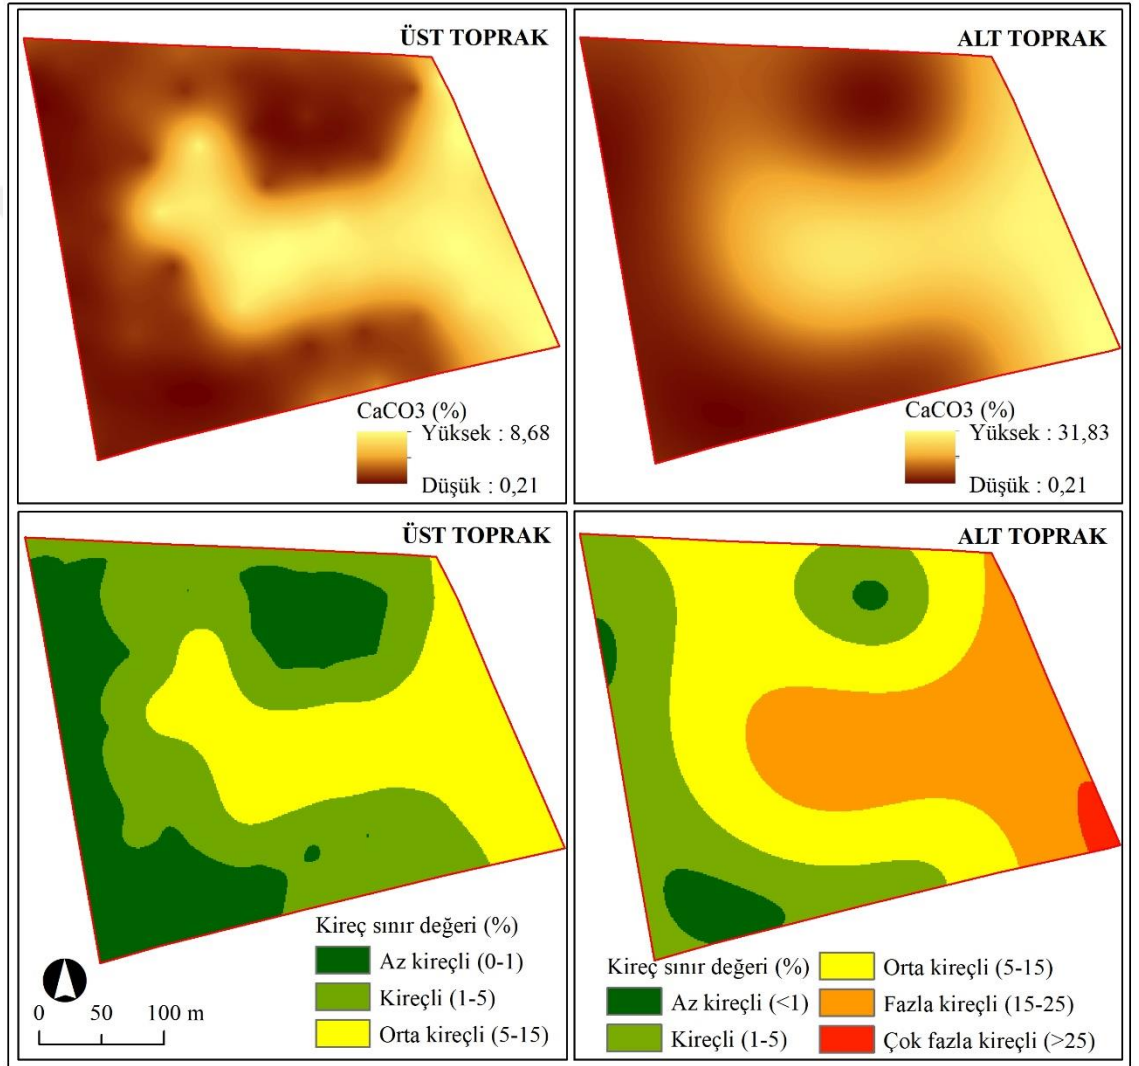 ÜST TOPRAK
CaCO3 (%)
Yüksek : 8,68
Düşük : 0,21
ALT TOPRAK
CaCO3 (%)
Yüksek : 31,83
Düşük : 0,21
ÜST TOPRAK
Kireç sınır değeri (%)
Az kireçli (0-1)
Kireçli (1-5)
Orta kireçli (5-15)
0 50 100 m
ALT TOPRAK
Kireç sınır değeri (%)
Az kireçli (<1)
Kireçli (1-5)
Orta kireçli (5-15)
Fazla kireçli (15-25)
Çok fazla kireçli (>25)